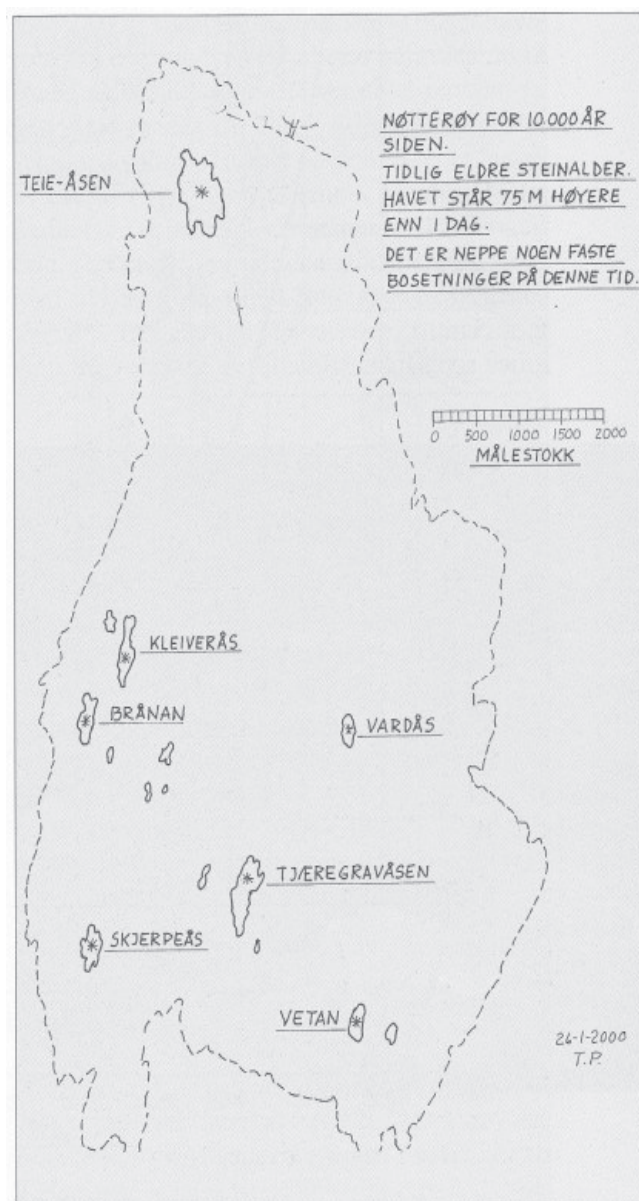 NØTTERØY FOR 10.000 ÅR
SIDEN.
TIDLIG ELDRE STEINALDER.
HAVET STÅR 75 M HØYERE
ENN I DAG.
DET ER NEPPE NOEN FASTE
BOSETNINGER PÅ DENNE TID.
TEIE-ÅSEN
0 500 1000 1500 2000
MÅLESTOKK
KLEIVERÅS
BRÅNAN
VARDÅS
TJÆREGRAVÅSEN
SKJERPEÅS
VETAN
26-1-2000
T.P.